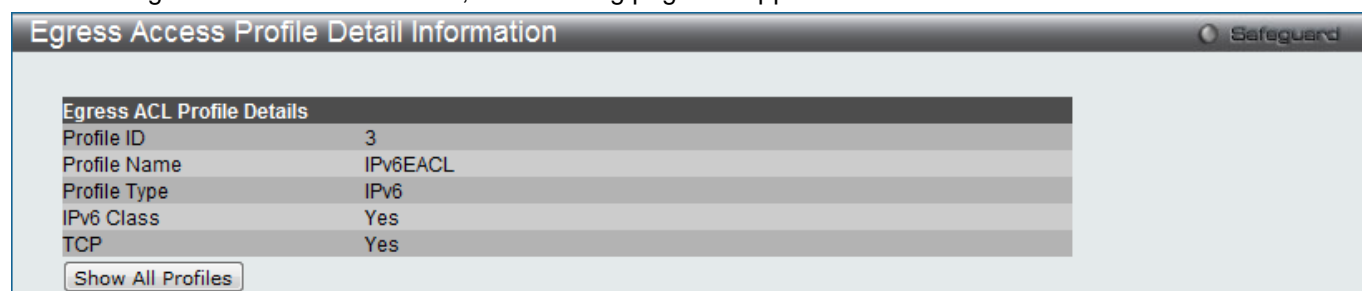 Egress Access Profile Detail Information Safeguard
Egress ACL Profile Details
Profile ID 3
Profile Name IPv6EACL
Profile Type IPv6
IPv6 Class Yes
TCP Yes
Show All Profiles